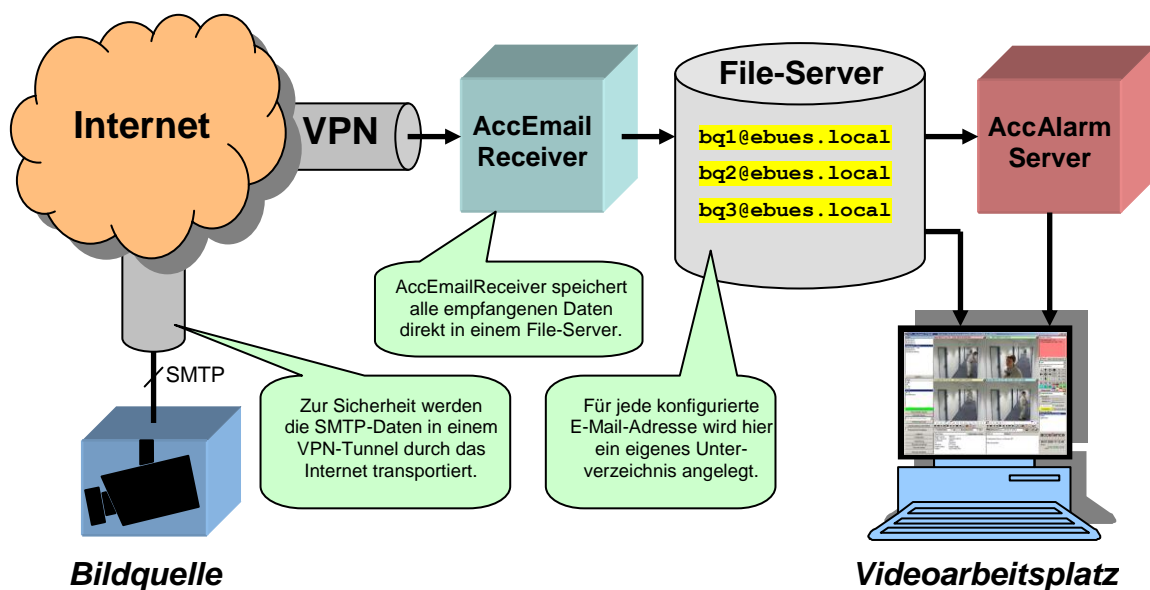 Internet
VPN
AccEmail
Receiver
File-Server
bq1@ebues.local
bq2@ebues.local
bq3@ebues.local
AccAlarm
Server
AccEmailReceiver speichert
alle empfangenen Daten
direkt in einem File-Server.
SMTP
Zur Sicherheit werden
die SMTP-Daten in einem
VPN-Tunnel durch das
Internet transportiert.
Für jede konfigurierte
E-Mail-Adresse wird hier
ein eigenes Unter-
verzeichnis angelegt.
Bildquelle
Videoarbeitsplatz